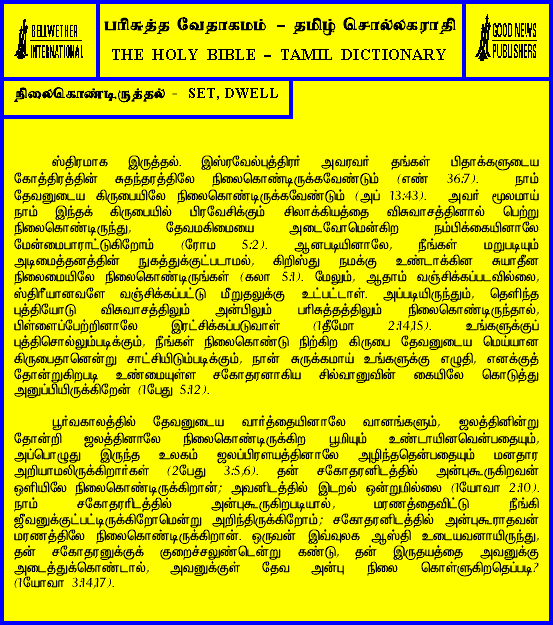 BELLWETHER
INTERNATIONAL
பரிசுத்த வேதாகமம் - தமிழ் சொல்லகராதி
THE HOLY BIBLE - TAMIL DICTIONARY
GOOD NEWS
PUBLISHERS
நிலைகொண்டிருத்தல் - SET, DWELL
ஸ்திரமாக இருத்தல். இஸ்ரவேல்புத்திரர் அவரவர் தங்கள் பிதாக்களுடைய
கோத்திரத்தின் சுதந்தரத்திலே நிலைகொண்டிருக்கவேண்டும் (எண் 36:7). நாம்
தேவனுடைய கிருபையிலே நிலைகொண்டிருக்கவேண்டும் (அப் 13:43). அவர் மூலமாய்
நாம் இந்தக் கிருபையில் பிரவேசிக்கும் சிலாக்கியத்தை விசுவாசத்தினால் பெற்று
நிலைகொண்டிருந்து, தேவமகிமையை அடைவோமென்கிற நம்பிக்கையினாலே
மேன்மைபாராட்டுகிறோம் (ரோம 5:2). ஆனபடியினாலே, நீங்கள் மறுபடியும்
அடிமைத்தனத்தின் நுகத்துக்குட்படாமல், கிறிஸ்து நமக்கு உண்டாக்கின சுயாதீன
நிலைமையிலே நிலைகொண்டிருங்கள் (கலா 5:1). மேலும், ஆதாம் வஞ்சிக்கப்படவில்லை,
ஸ்திரீயானவளே வஞ்சிக்கப்பட்டு மீறுதலுக்கு உட்பட்டாள். அப்படியிருந்தும், தெளிந்த
புத்தியோடு விசுவாசத்திலும் அன்பிலும் பரிசுத்தத்திலும் நிலைகொண்டிருந்தால்,
பிள்ளைப்பேற்றினாலே இரட்சிக்கப்படுவாள் (1தீமோ 2:14,15). உங்களுக்குப்
புத்திசொல்லும்படிக்கும், நீங்கள் நிலைகொண்டு நிற்கிற கிருபை தேவனுடைய மெய்யான
கிருபைதானென்று சாட்சியிடும்படிக்கும், நான் சுருக்கமாய் உங்களுக்கு எழுதி, எனக்குத்
தோன்றுகிறபடி உண்மையுள்ள சகோதரனாகிய சில்வானுவின் கையிலே கொடுத்து
அனுப்பியிருக்கிறேன் (1பேது 5:12).
பூர்வகாலத்தில் தேவனுடைய வார்த்தையினாலே வானங்களும், ஜலத்தினின்று
தோன்றி ஜலத்தினாலே நிலைகொண்டிருக்கிற பூமியும் உண்டாயினவென்பதையும்,
அப்பொழுது இருந்த உலகம் ஜலப்பிரளயத்தினாலே அழிந்ததென்பதையும் மனதார
அறியாமலிருக்கிறார்கள் (2பேது 3:5,6). தன் சகோதரனிடத்தில் அன்புகூருகிறவன்
ஒளியிலே நிலைகொண்டிருக்கிறான்; அவனிடத்தில் இடறல் ஒன்றுமில்லை (1யோவா 2:10).
நாம் சகோதரரிடத்தில் அன்புகூருகிறபடியால், மரணத்தைவிட்டு நீங்கி
ஜீவனுக்குட்பட்டிருக்கிறோமென்று அறிந்திருக்கிறோம்; சகோதரனிடத்தில் அன்புகூராதவன்
மரணத்திலே நிலைகொண்டிருக்கிறான். ஒருவன் இவ்வுலக ஆஸ்தி உடையவனாயிருந்து,
தன் சகோதரனுக்குக் குறைச்சலுண்டென்று கண்டு, தன் இருதயத்தை அவனுக்கு
அடைத்துக்கொண்டால், அவனுக்குள் தேவ அன்பு நிலை கொள்ளுகிறதெப்படி?
(1யோவா 3:14,17).